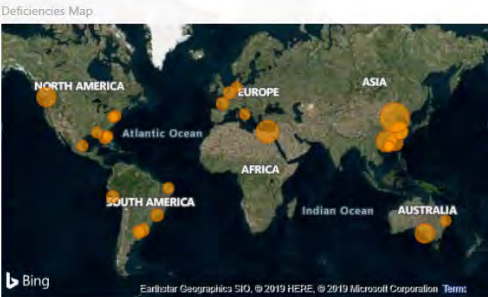 Deficiencies Map
NORTH AMERICA
EUROPE
ASIA
Atlantic Ocean
AFRICA
SOUTH AMERICA
Indian Ocean
AUSTRALIA
Bing
Earthstar Geographics SIO, © 2019 HERE, © 2019 Microsoft Corporation Terms